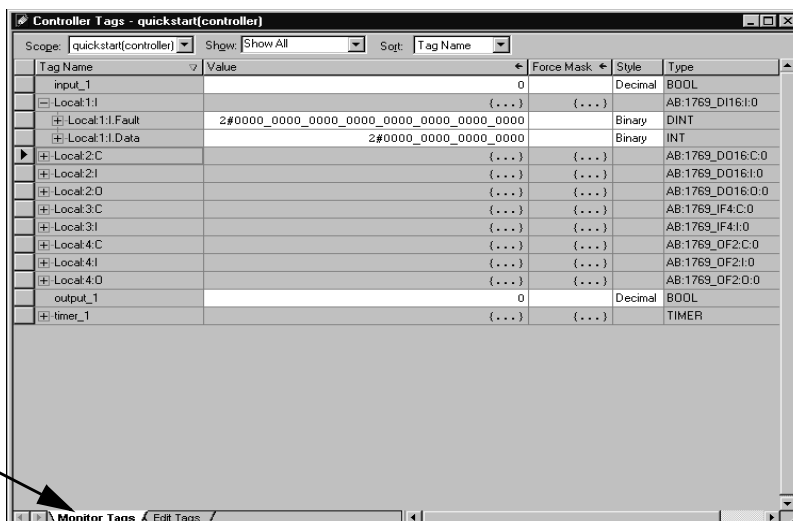 Controller Tags - quickstart(controller)
Scope: quickstart(controller) Show: Show All Sort: Tag Name
Tag Name Value Force Mask Style Type
input_1 0 Decimal BOOL
Local:1:I {...} {...} AB:1769_DI16:I:0
Local:1:I.Fault 2#0000_0000_0000_0000_0000_0000_0000_0000 Binary DINT
Local:1:I.Data 2#0000_0000_0000_0000 Binary INT
Local:2:C {...} {...} AB:1769_DO16:C:0
Local:2:I {...} {...} AB:1769_DO16:I:0
Local:2:O {...} {...} AB:1769_DO16:O:0
Local:3:C {...} {...} AB:1769_IF4:C:0
Local:3:I {...} {...} AB:1769_IF4:I:0
Local:4:C {...} {...} AB:1769_OF2:C:0
Local:4:I {...} {...} AB:1769_OF2:I:0
Local:4:O {...} {...} AB:1769_OF2:O:0
output_1 0 Decimal BOOL
timer_1 {...} {...} TIMER
Monitor Tags Edit Tags